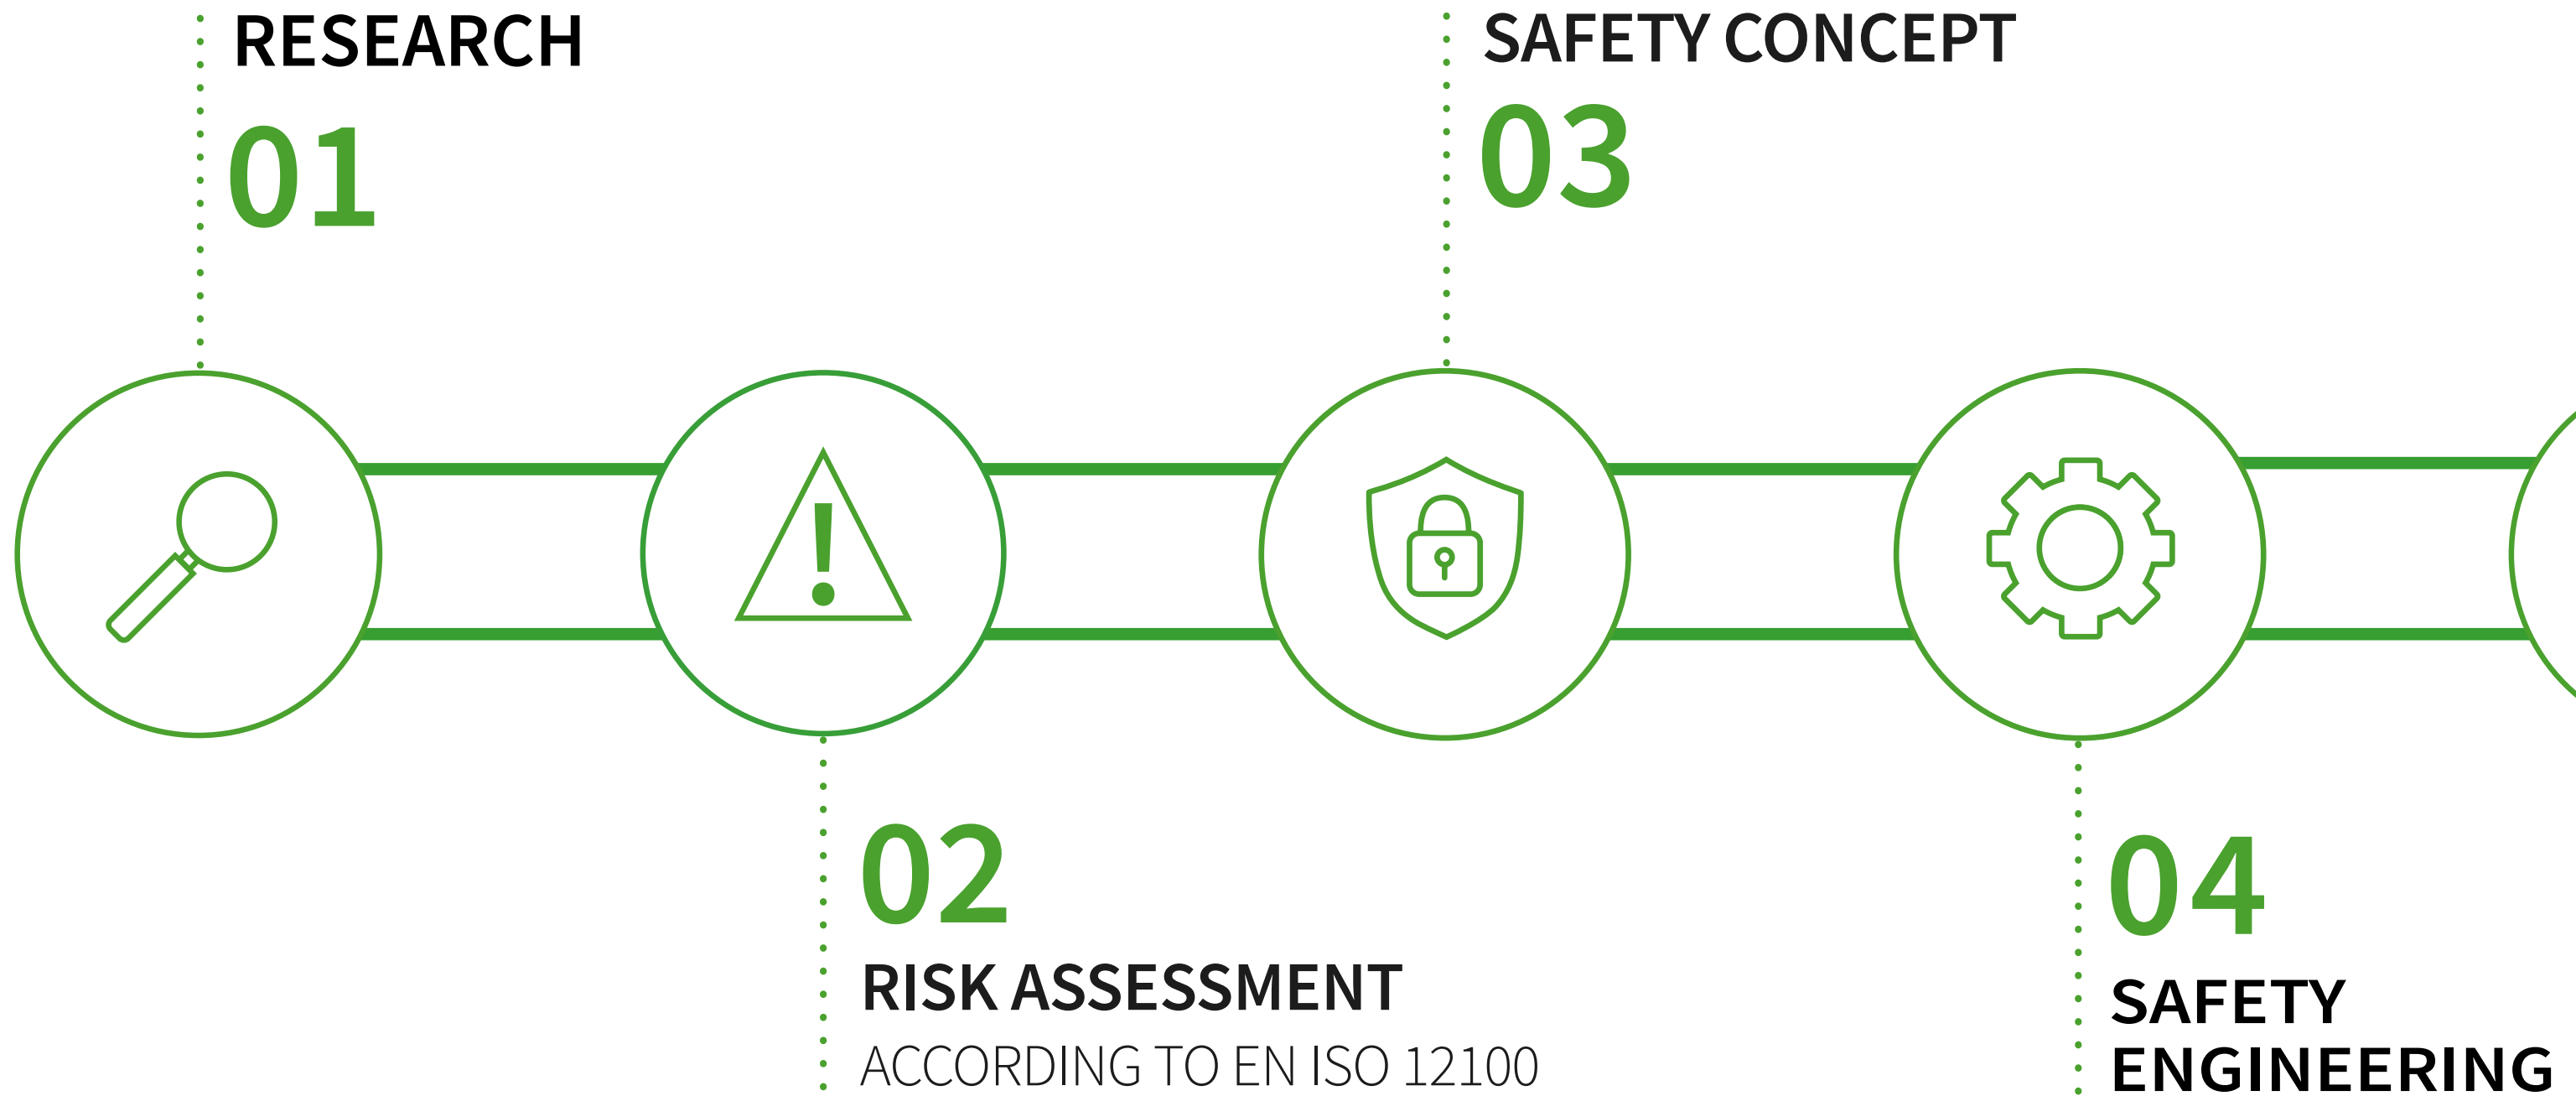 RESEARCH
01
02
RISK ASSESSMENT
ACCORDING TO EN ISO 12100
SAFETY CONCEPT
03
04
SAFETY
ENGINEERING